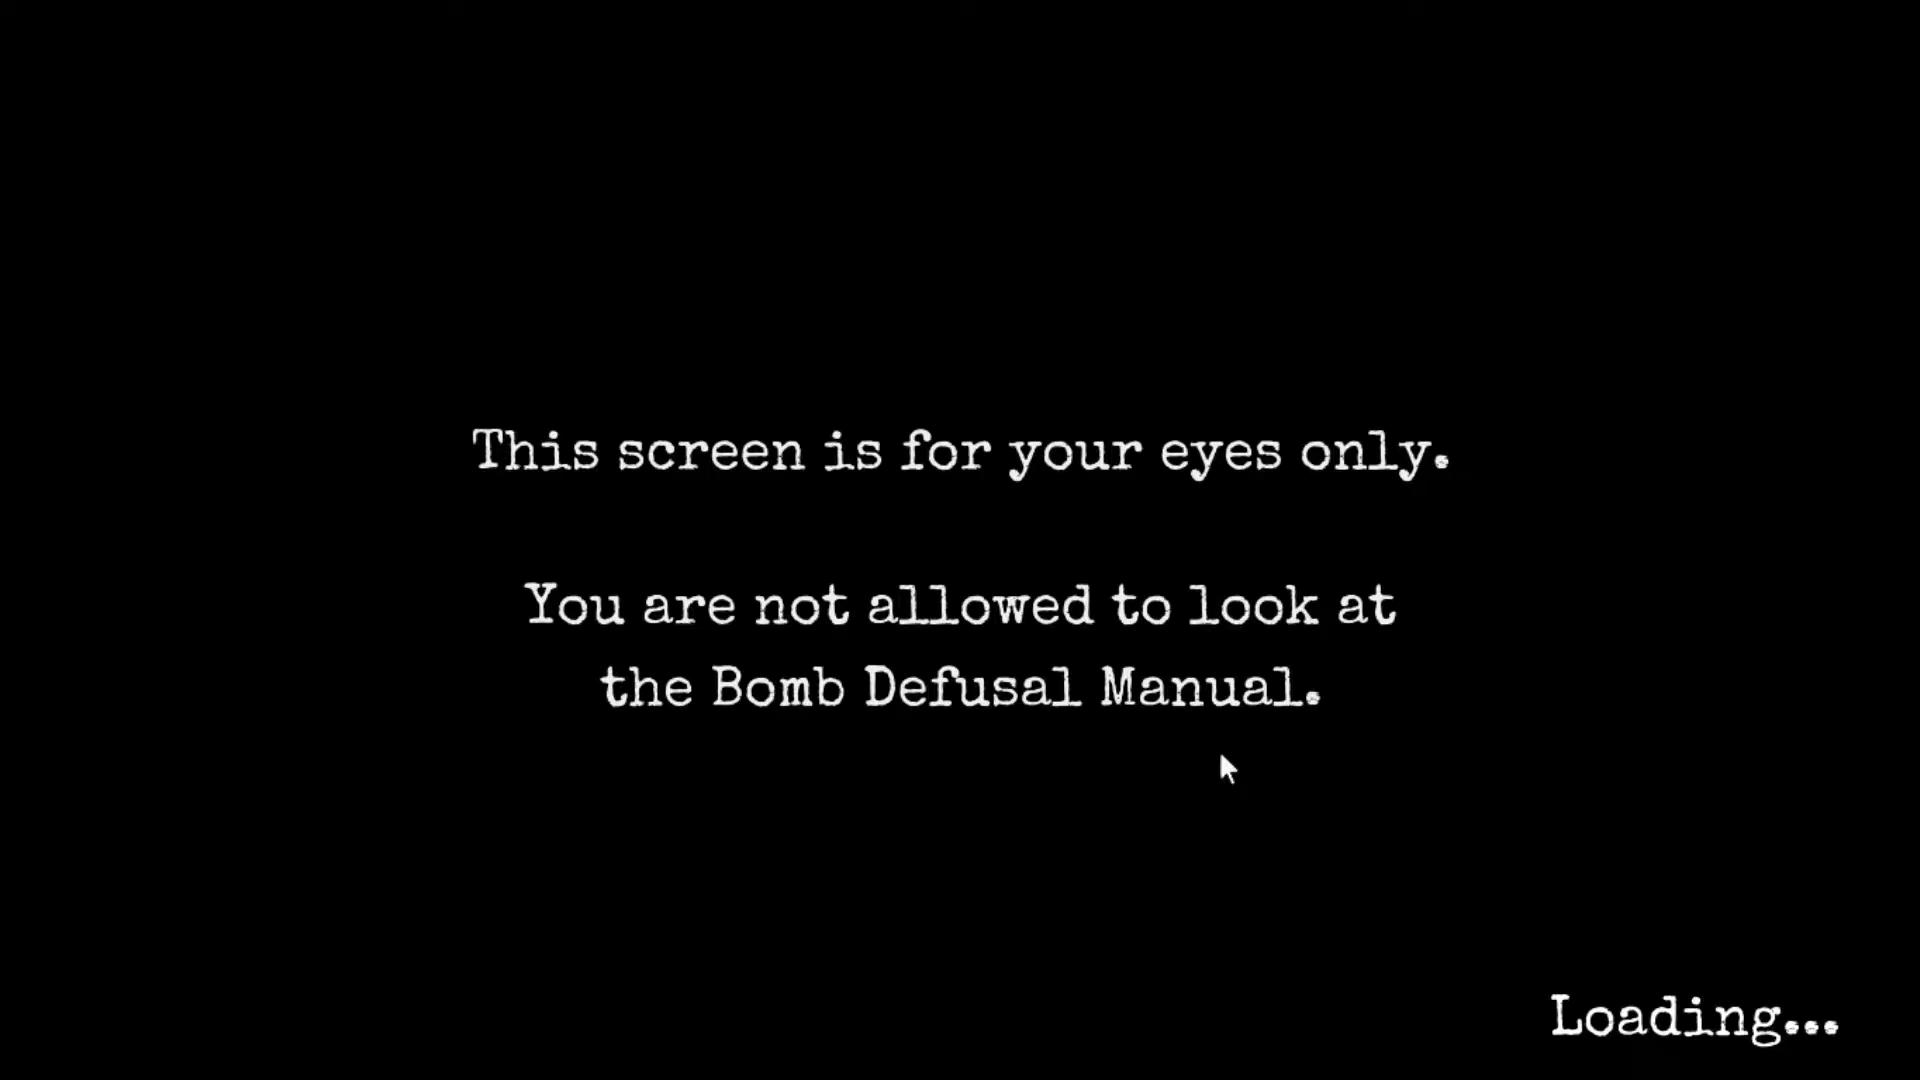 This screen is for your eyes only.
You are not allowed to look at
the Bomb Defusal Manual.
Loading...